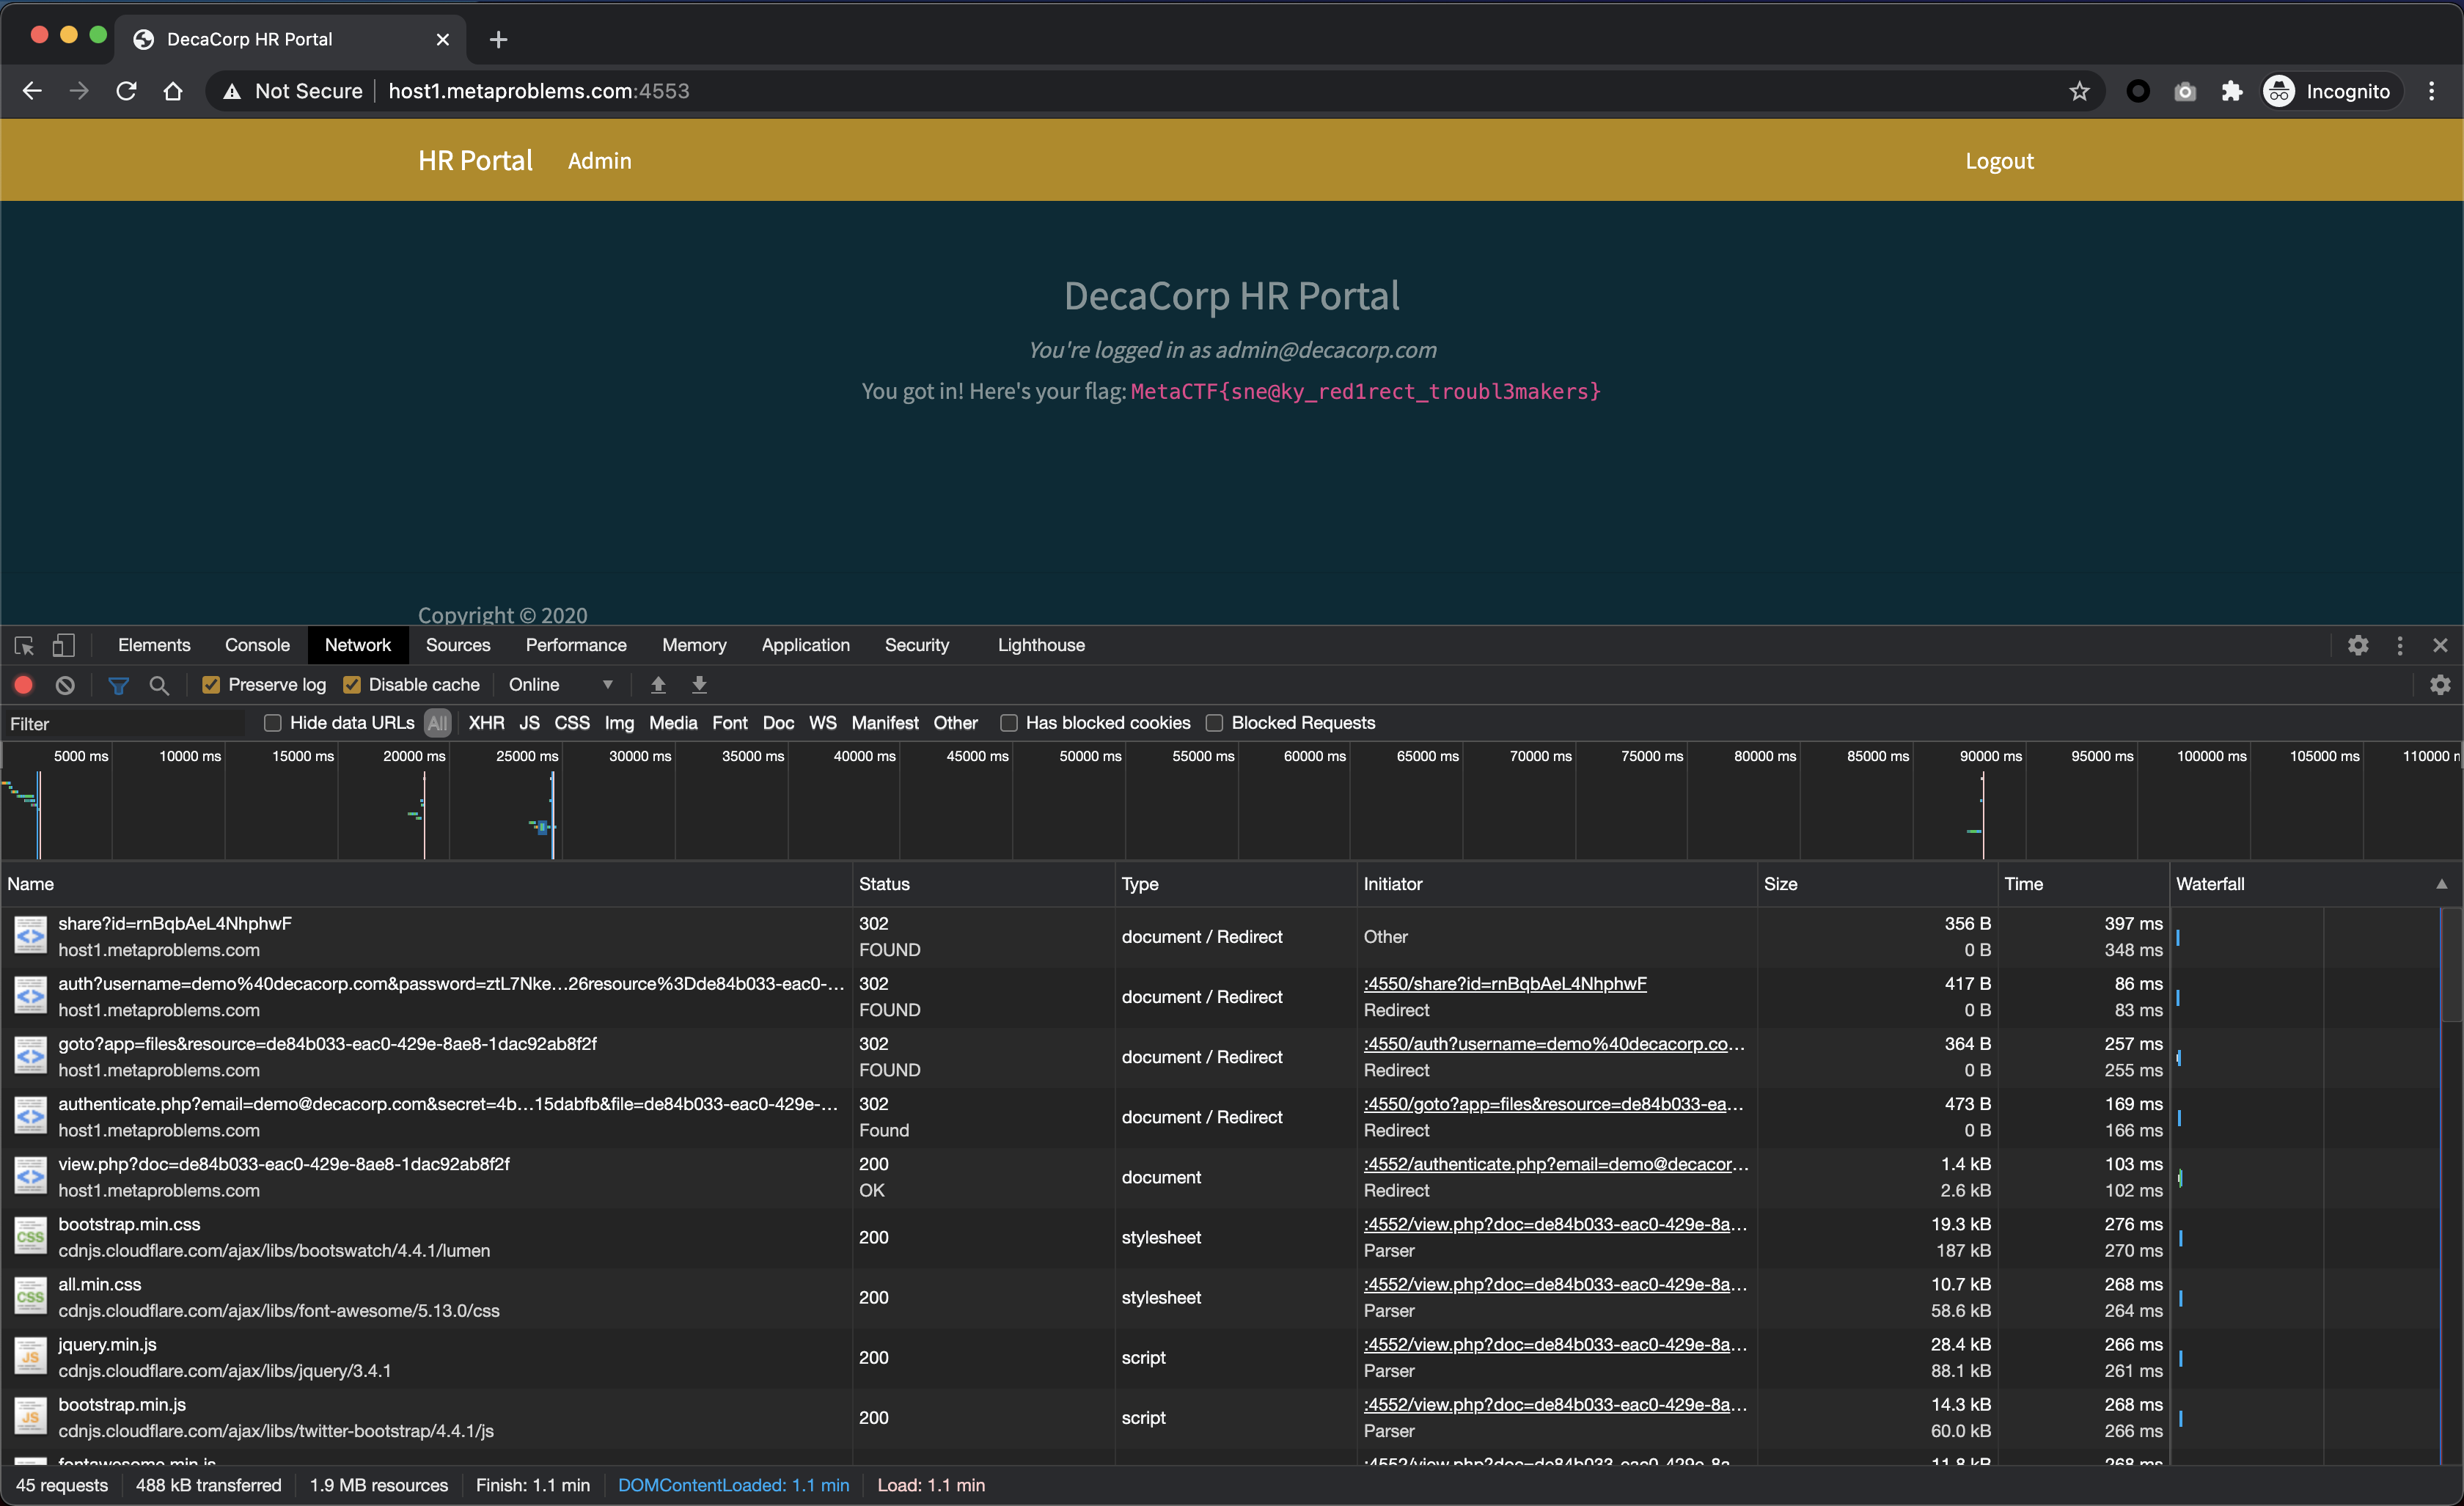 DecaCorp HR Portal
Not Secure host1.metaproblems.com:4553 Incognito
HR Portal Admin Logout
DecaCorp HR Portal
You're logged in as admin@decacorp.com
You got in! Here's your flag: MetaCTF{sne@ky_red1rect_troubl3makers}
Copyright © 2020
Elements Console Network Sources Performance Memory Application Security Lighthouse
Preserve log Disable cache Online
Filter Hide data URLs All XHR JS CSS Img Media Font Doc WS Manifest Other Has blocked cookies Blocked Requests
5000 ms 10000 ms 15000 ms 20000 ms 25000 ms 30000 ms 35000 ms 40000 ms 45000 ms 50000 ms 55000 ms 60000 ms 65000 ms 70000 ms 75000 ms 80000 ms 85000 ms 90000 ms 95000 ms 100000 ms 105000 ms 110000
Name Status Type Initiator Size Time Waterfall
share?id=rnBqbAeL4NhphwF 302 document / Redirect Other 356 B 397 ms
host1.metaproblems.com FOUND 0 B 348 ms
auth?username=demo%40decacorp.com&password=ztL7Nke…26resource%3Dde84b033-eac0-… 302 document / Redirect :4550/share?id=rnBqbAeL4NhphwF 417 B 86 ms
host1.metaproblems.com FOUND Redirect 0 B 83 ms
goto?app=files&resource=de84b033-eac0-429e-8ae8-1dac92ab8f2f 302 document / Redirect :4550/auth?username=demo%40decacorp.co… 364 B 257 ms
host1.metaproblems.com FOUND Redirect 0 B 255 ms
authenticate.php?email=demo@decacorp.com&secret=4b…15dabfb&file=de84b033-eac0-429e-… 302 document / Redirect :4550/goto?app=files&resource=de84b033-ea… 473 B 169 ms
host1.metaproblems.com Found Redirect 0 B 166 ms
view.php?doc=de84b033-eac0-429e-8ae8-1dac92ab8f2f 200 document :4552/authenticate.php?email=demo@decacor… 1.4 kB 103 ms
host1.metaproblems.com OK Redirect 2.6 kB 102 ms
bootstrap.min.css 200 stylesheet :4552/view.php?doc=de84b033-eac0-429e-8a… 19.3 kB 276 ms
cdnjs.cloudflare.com/ajax/libs/bootswatch/4.4.1/lumen Parser 187 kB 270 ms
all.min.css 200 stylesheet :4552/view.php?doc=de84b033-eac0-429e-8a… 10.7 kB 268 ms
cdnjs.cloudflare.com/ajax/libs/font-awesome/5.13.0/css Parser 58.6 kB 264 ms
jquery.min.js 200 script :4552/view.php?doc=de84b033-eac0-429e-8a… 28.4 kB 266 ms
cdnjs.cloudflare.com/ajax/libs/jquery/3.4.1 Parser 88.1 kB 261 ms
bootstrap.min.js 200 script :4552/view.php?doc=de84b033-eac0-429e-8a… 14.3 kB 268 ms
cdnjs.cloudflare.com/ajax/libs/twitter-bootstrap/4.4.1/js Parser 60.0 kB 266 ms
fontawesome.min.js :4552/view.php?doc=de84b033-eac0-429e-8a… 11.8 kB 268 ms
45 requests 488 kB transferred 1.9 MB resources Finish: 1.1 min DOMContentLoaded: 1.1 min Load: 1.1 min